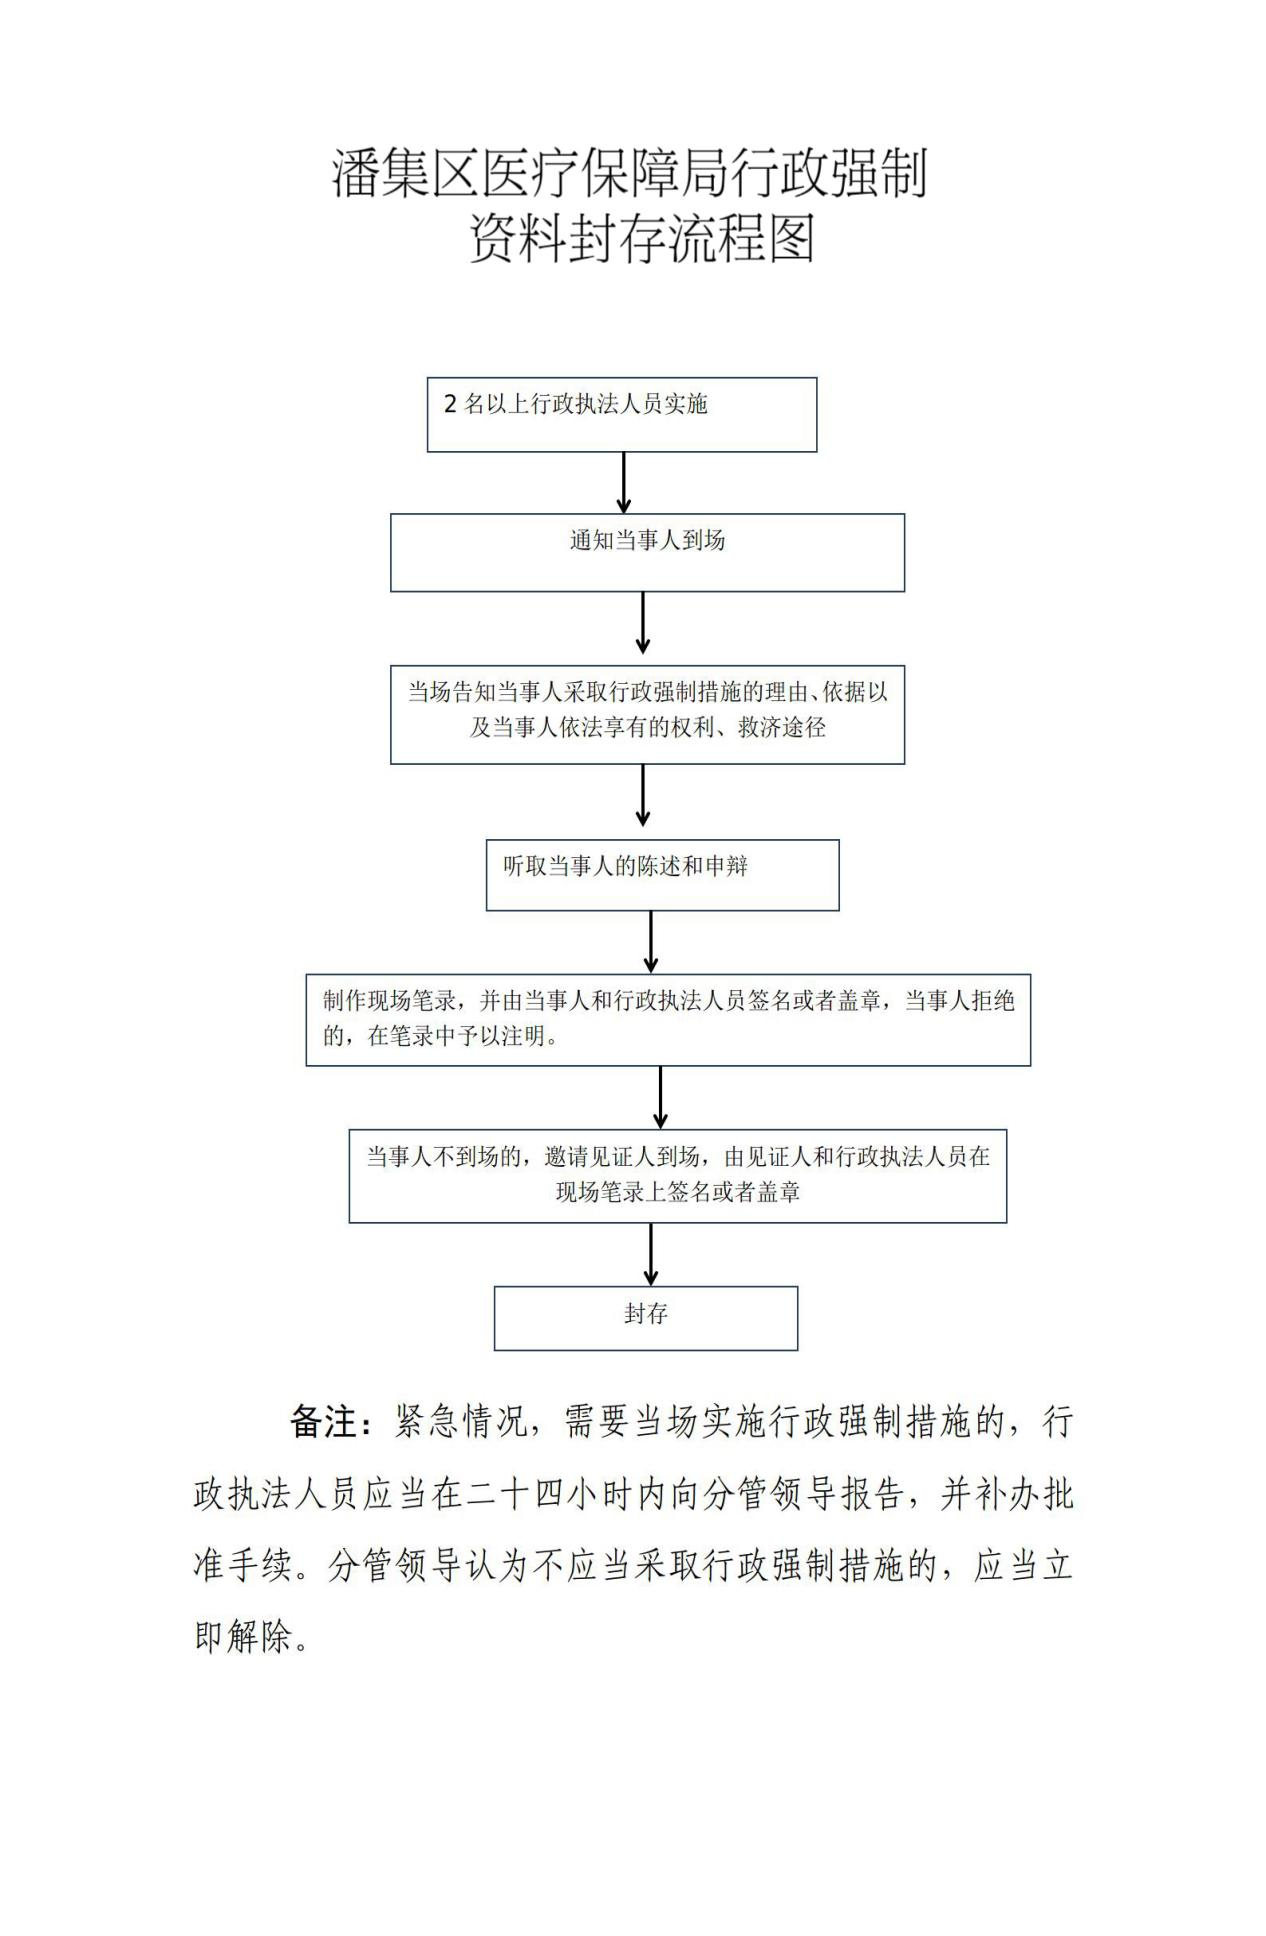 潘集区医疗保障局行政强制
资料封存流程图
2 名以上行政执法人员实施
通知当事人到场
当场告知当事人采取行政强制措施的理由、依据以
及当事人依法享有的权利、救济途径
听取当事人的陈述和申辩
制作现场笔录，并由当事人和行政执法人员签名或者盖章，当事人拒绝
的，在笔录中予以注明。
当事人不到场的，邀请见证人到场，由见证人和行政执法人员在
现场笔录上签名或者盖章
封存
备注：紧急情况，需要当场实施行政强制措施的，行
政执法人员应当在二十四小时内向分管领导报告，并补办批
准手续。分管领导认为不应当采取行政强制措施的，应当立
即解除。